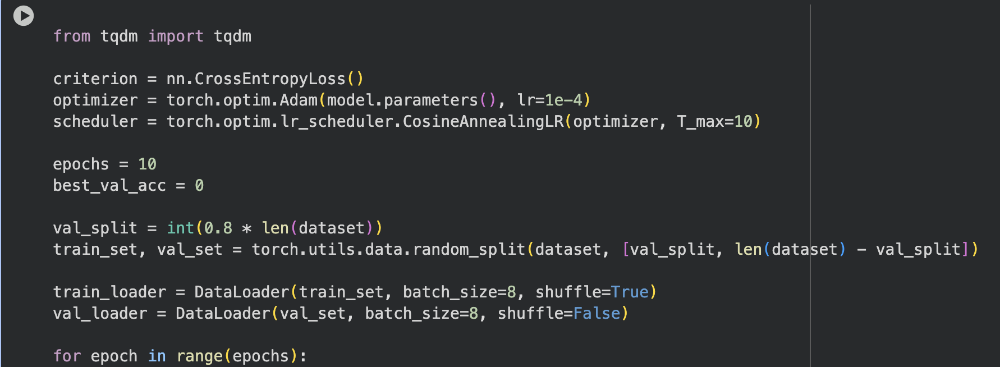 from tqdm import tqdm
criterion = nn.CrossEntropyLoss()
optimizer = torch.optim.Adam(model.parameters(), lr=1e-4)
scheduler = torch.optim.lr_scheduler.CosineAnnealingLR(optimizer, T_max=10)
epochs = 10
best_val_acc = 0
val_split = int(0.8 * len(dataset))
train_set, val_set = torch.utils.data.random_split(dataset, [val_split, len(dataset) - val_split])
train_loader = DataLoader(train_set, batch_size=8, shuffle=True)
val_loader = DataLoader(val_set, batch_size=8, shuffle=False)
for epoch in range(epochs):